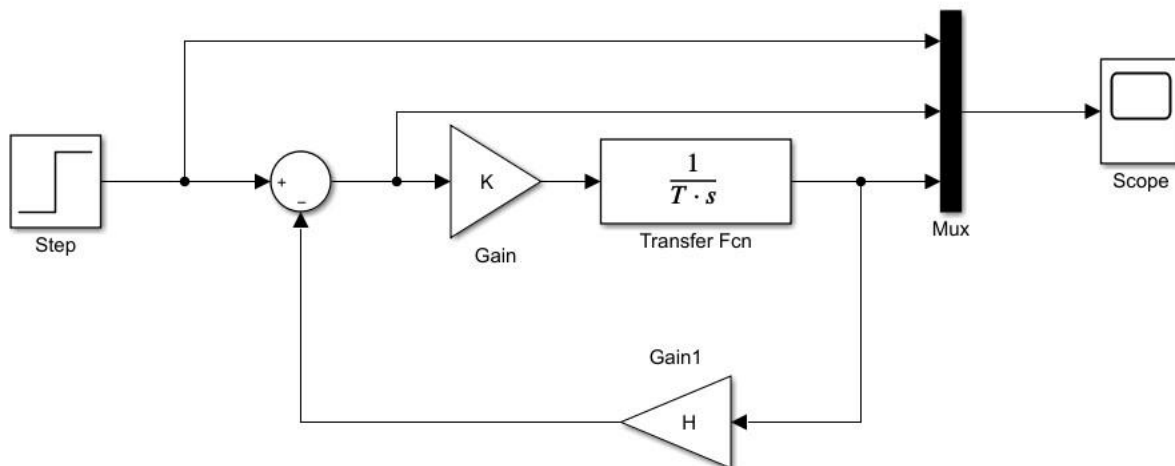 +
−
Step
K
Gain
1
T · s
Transfer Fcn
Mux
Scope
Gain1
H